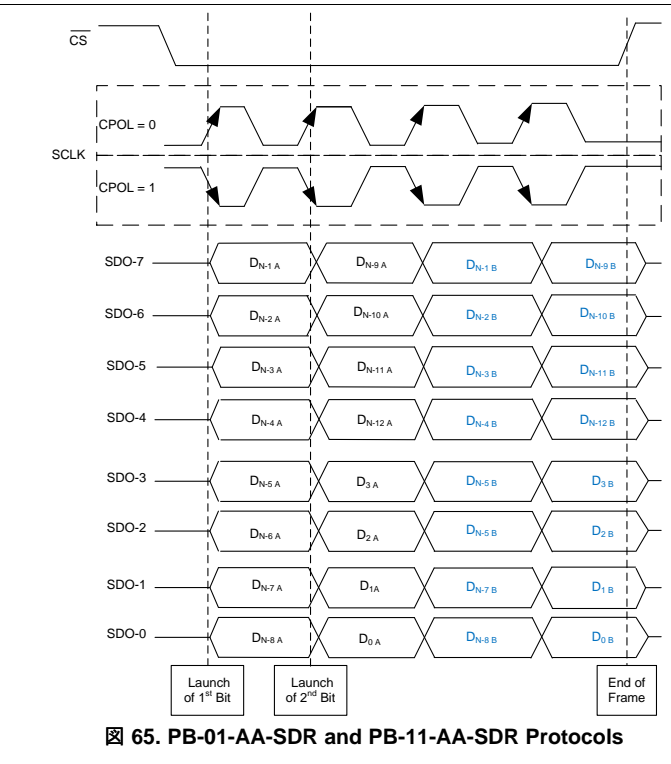 CS
CPOL = 0
SCLK
CPOL = 1
SDO-7 DN-1 A DN-9 A DN-1 B DN-9 B
SDO-6 DN-2 A DN-10 A DN-2 B DN-10 B
SDO-5 DN-3 A DN-11 A DN-3 B DN-11 B
SDO-4 DN-4 A DN-12 A DN-4 B DN-12 B
SDO-3 DN-5 A D3 A DN-5 B D3 B
SDO-2 DN-6 A D2 A DN-5 B D2 B
SDO-1 DN-7 A D1A DN-7 B D1 B
SDO-0 DN-8 A D0 A DN-8 B D0 B
Launch
of 1st Bit
Launch
of 2nd Bit
End of
Frame
図 65. PB-01-AA-SDR and PB-11-AA-SDR Protocols